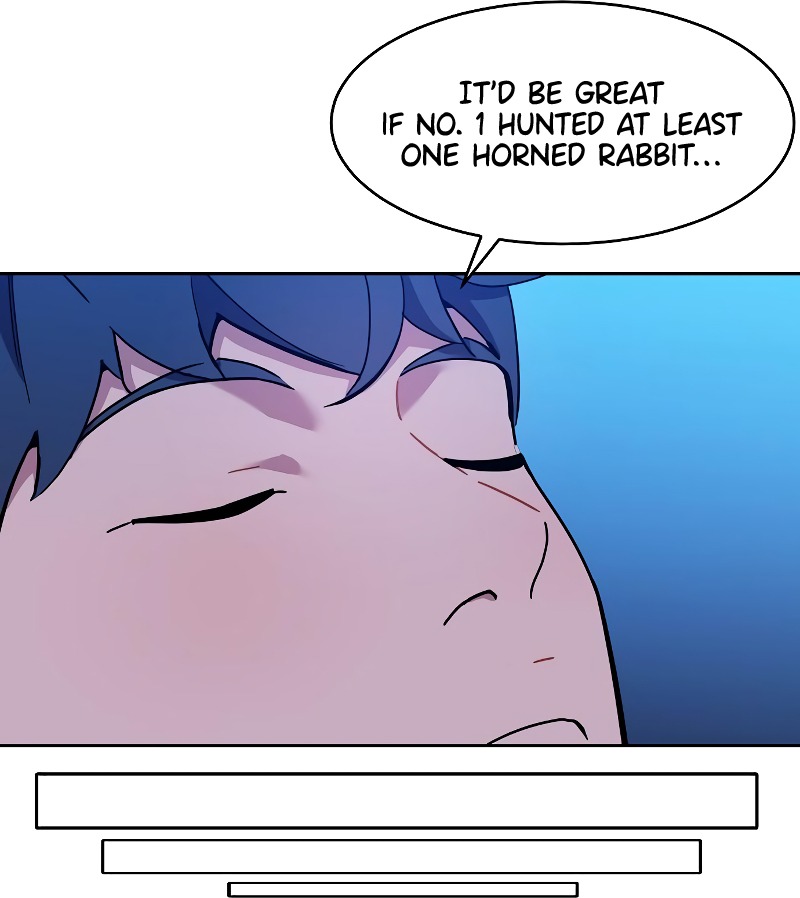 IT'D BE GREAT
IF NO. 1 HUNTED AT LEAST
ONE HORNED RABBIT...